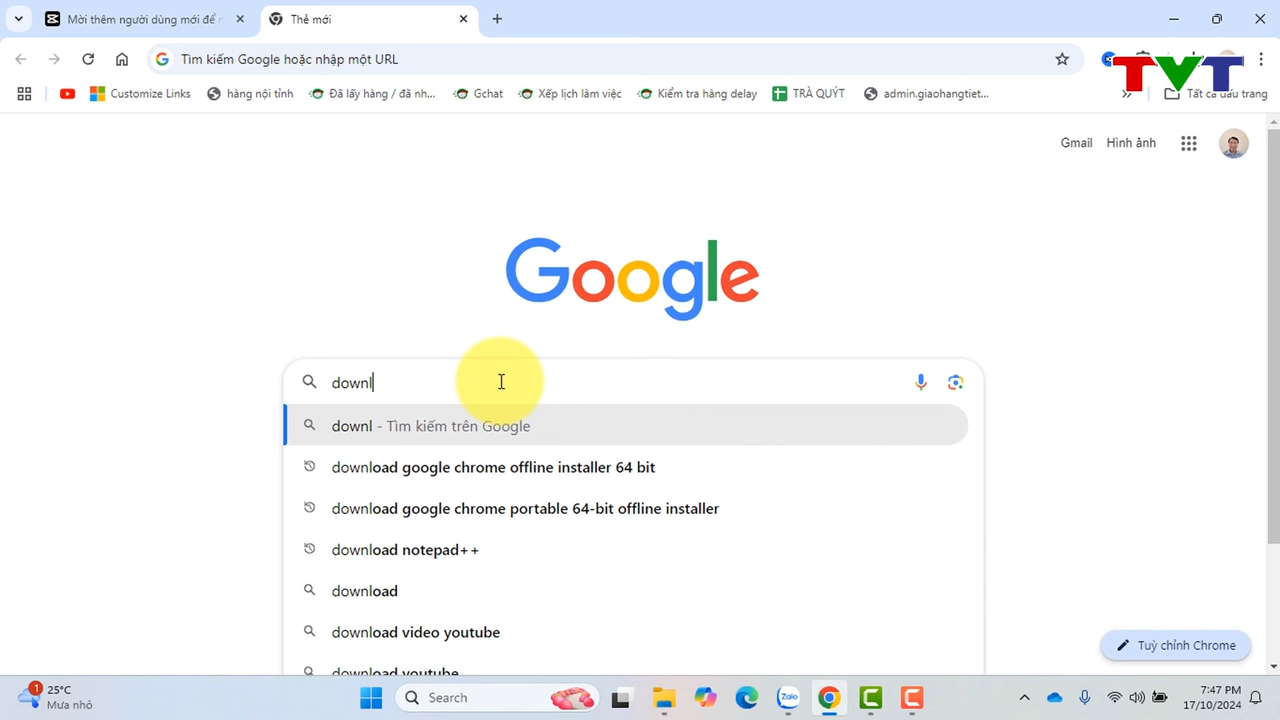 Mời thêm người dùng mới để n
Thẻ mới
Tìm kiếm Google hoặc nhập một URL
TVT
Customize Links
hàng nội tỉnh
Đã lấy hàng / đã nh...
Gchat
Xếp lịch làm việc
Kiểm tra hàng delay
TRÀ QUÝT
admin.giaohangtiet...
Tất cả dấu trang
Gmail
Hình ảnh
Google
downl
downl - Tìm kiếm trên Google
download google chrome offline installer 64 bit
download google chrome portable 64-bit offline installer
download notepad++
download
download video youtube
download youtube
Tuỳ chỉnh Chrome
1
25°C
Mưa nhỏ
Search
Zalo
7:47 PM
17/10/2024